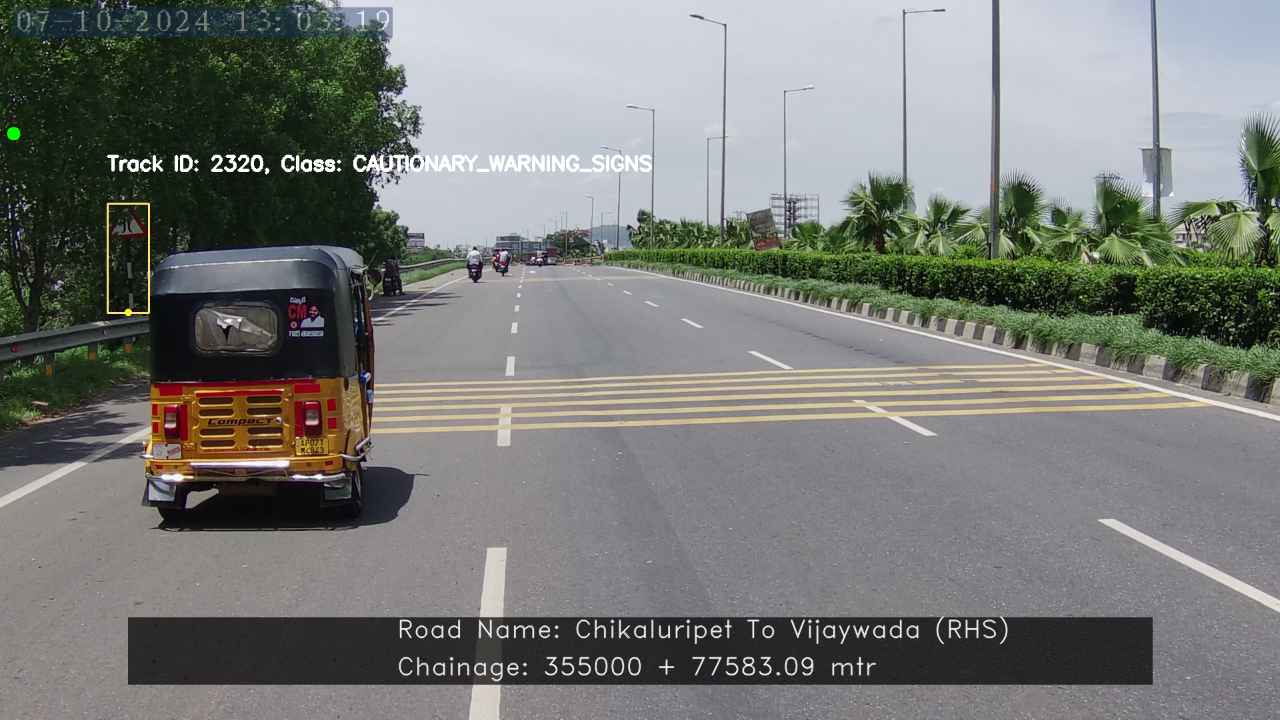 07-10-2024 13:03:19
Track ID: 2320, Class: CAUTIONARY_WARNING_SIGNS
CM
Compact
Road Name: Chikaluripet To Vijaywada (RHS)
Chainage: 355000 + 77583.09 mtr